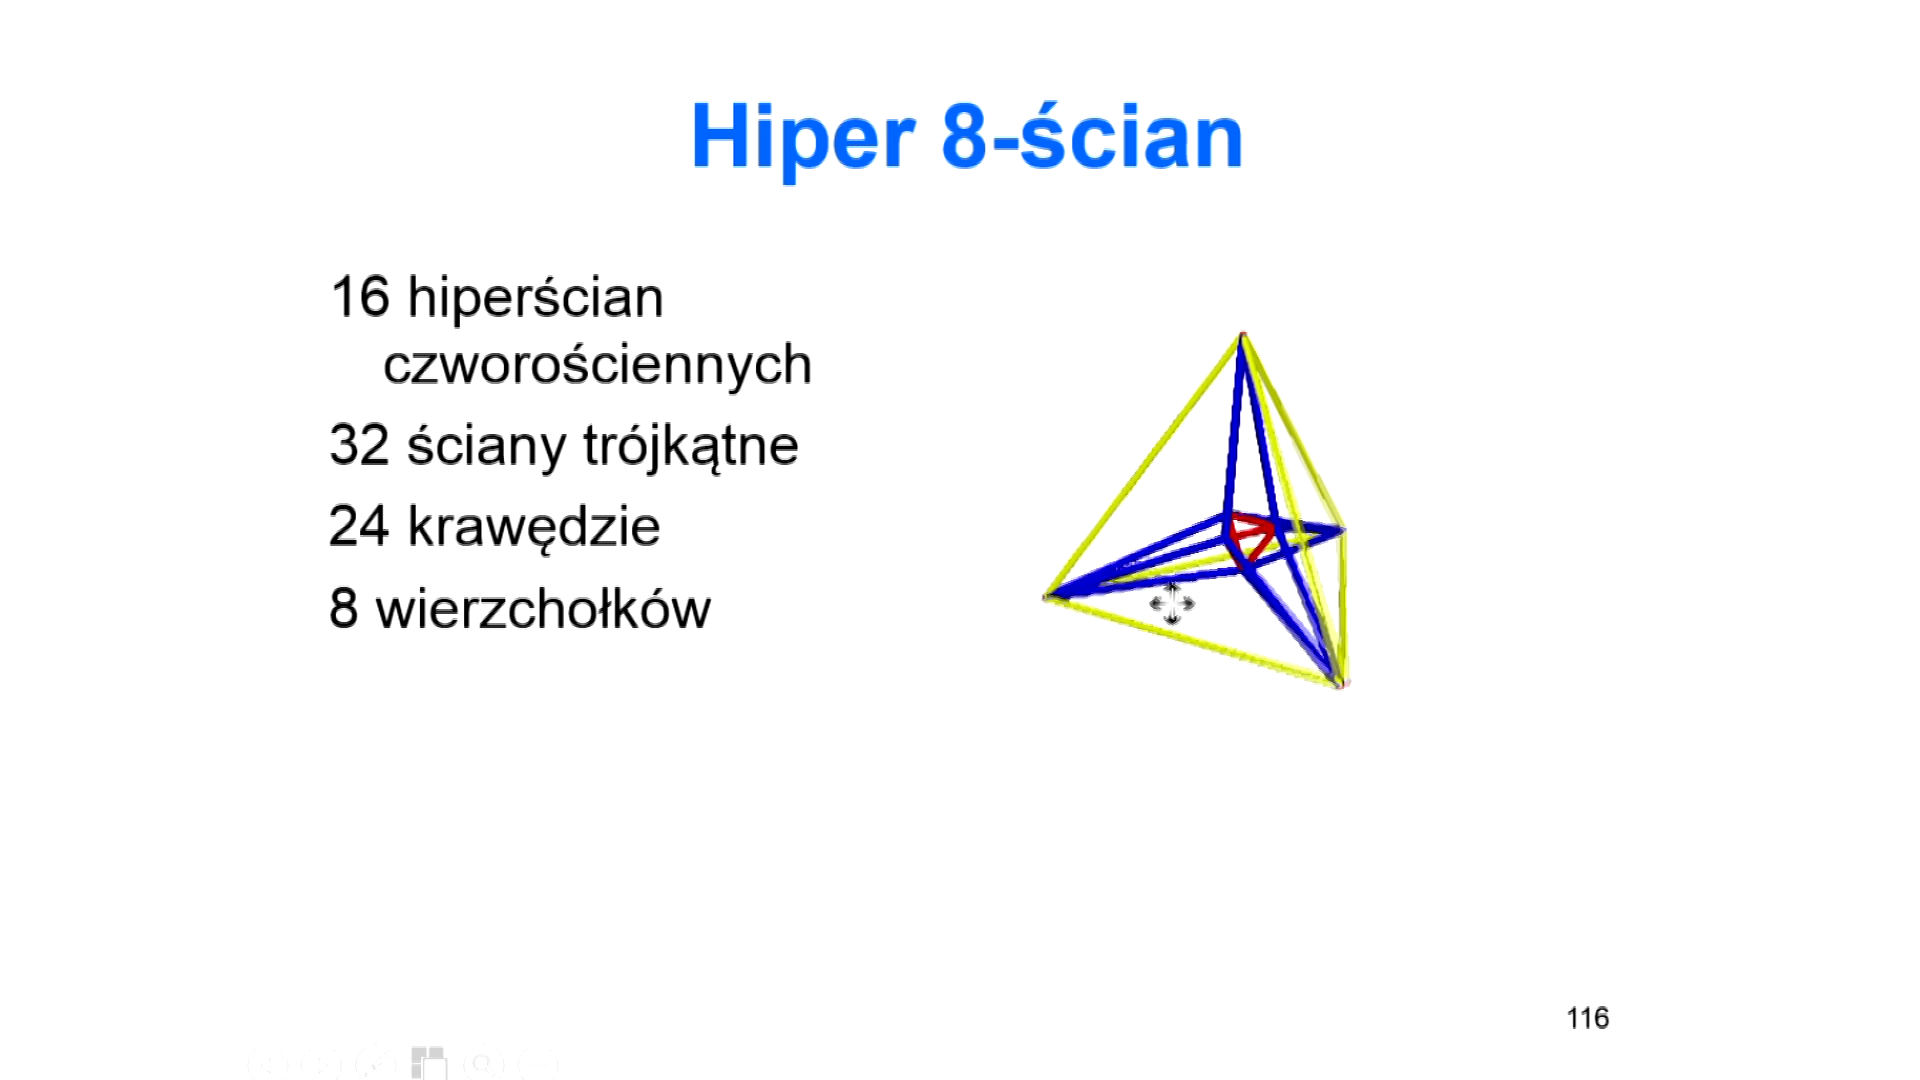 Hiper 8-ścian
16 hiperścian
czworościennych
32 ściany trójkątne
24 krawędzie
8 wierzchołków
116